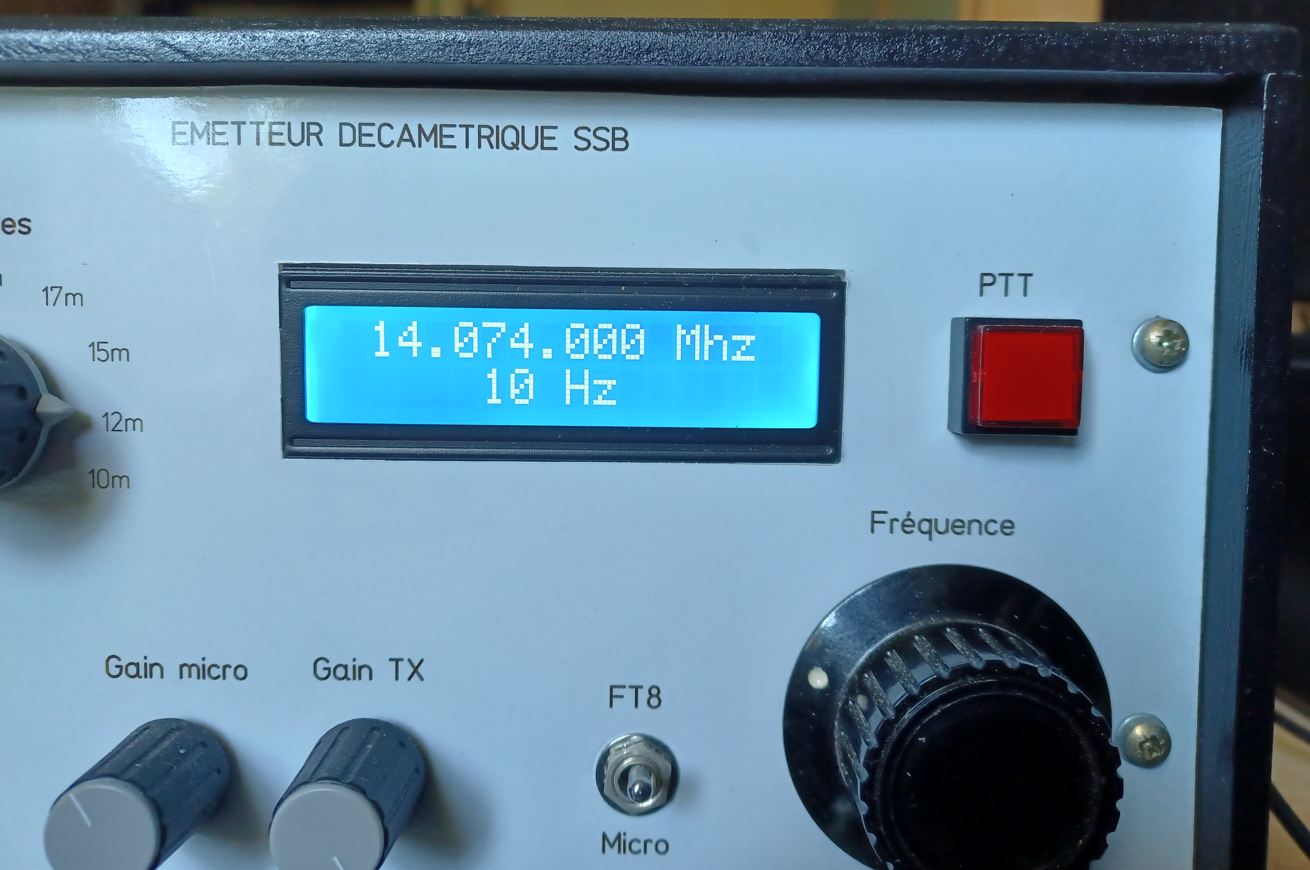 EMETTEUR DECAMETRIQUE SSB
es
17m
15m
12m
10m
14.074.000 Mhz
10 Hz
PTT
Fréquence
Gain micro
Gain TX
FT8
Micro